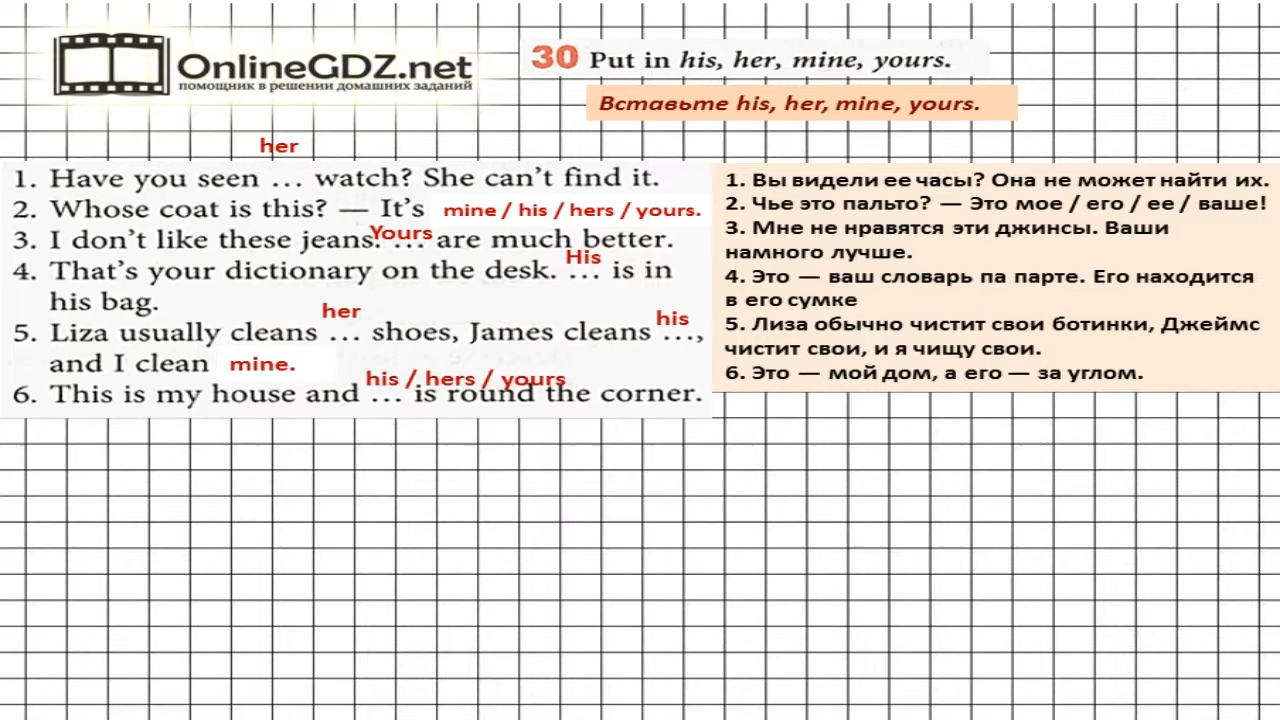 OnlineGDZ.net
помощник в решении домашних заданий
30 Put in his, her, mine, yours.
Вставьте his, her, mine, yours.
her
1. Have you seen ... watch? She can't find it.
2. Whose coat is this? — It's mine / his / hers / yours.
Yours
3. I don't like these jeans. ... are much better.
His
4. That's your dictionary on the desk. ... is in
his bag.
her his
5. Liza usually cleans ... shoes, James cleans ...,
and I clean mine.
his / hers / yours
6. This is my house and ... is round the corner.
1. Вы видели ее часы? Она не может найти их.
2. Чье это пальто? — Это мое / его / ее / ваше!
3. Мне не нравятся эти джинсы. Ваши
намного лучше.
4. Это — ваш словарь па парте. Его находится
в его сумке
5. Лиза обычно чистит свои ботинки, Джеймс
чистит свои, и я чищу свои.
6. Это — мой дом, а его — за углом.